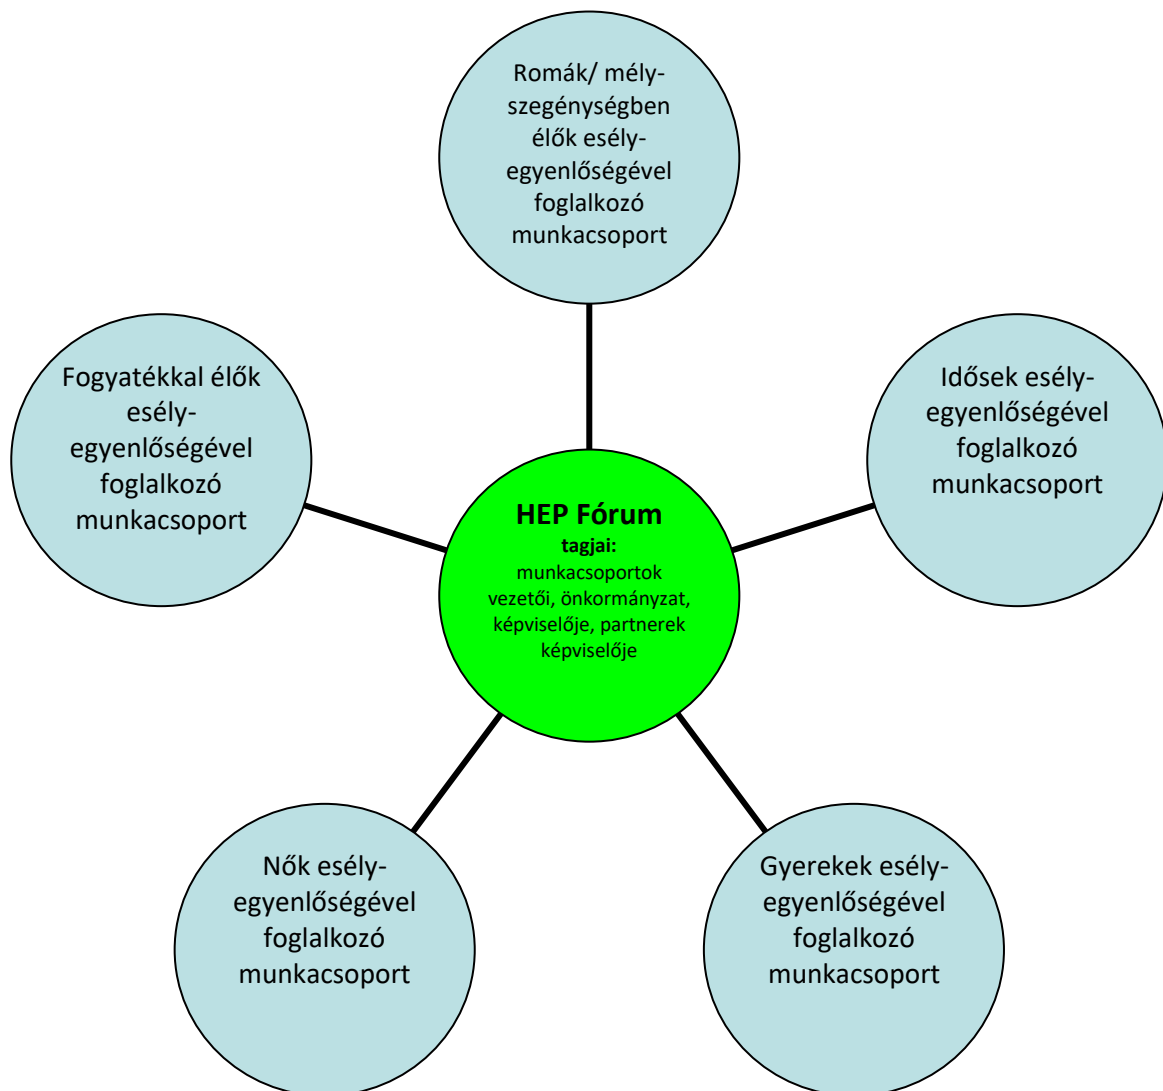 Romák/ mély-
szegénységben
élők esély-
egyenlőségével
foglalkozó
munkacsoport
Fogyatékkal élők
esély-
egyenlőségével
foglalkozó
munkacsoport
Idősek esély-
egyenlőségével
foglalkozó
munkacsoport
HEP Fórum
tagjai:
munkacsoportok
vezetői, önkormányzat,
képviselője, partnerek
képviselője
Nők esély-
egyenlőségével
foglalkozó
munkacsoport
Gyerekek esély-
egyenlőségével
foglalkozó
munkacsoport